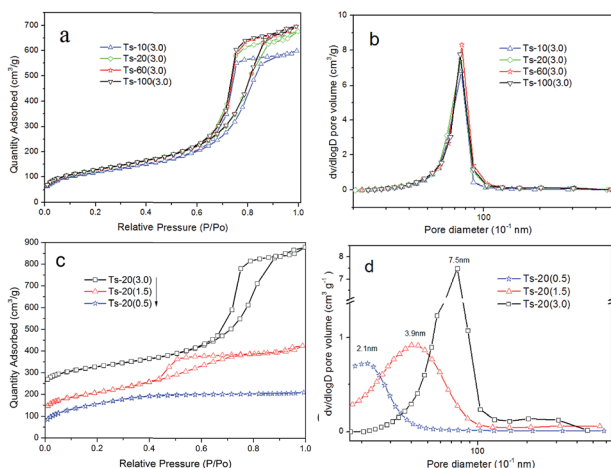 a
Quantity Adsorbed (cm³/g)
700
600
500
400
300
200
100
0
Ts-10(3.0)
Ts-20(3.0)
Ts-60(3.0)
Ts-100(3.0)
0.0 0.2 0.4 0.6 0.8 1.0
Relative Pressure (P/Po)
b
dv/dlogD pore volume (cm³/g)
10
8
6
4
2
0
Ts-10(3.0)
Ts-20(3.0)
Ts-60(3.0)
Ts-100(3.0)
100
Pore diameter (10⁻¹ nm)
c
Quantity Adsorbed (cm³/g)
900
800
700
600
500
400
300
200
100
0
Ts-20(3.0)
Ts-20(1.5)
Ts-20(0.5)
0.0 0.2 0.4 0.6 0.8 1.0
Relative Pressure (P/Po)
d
dv/dlogD pore volume (cm³ g⁻¹)
8
7
6
1
0
7.5nm
3.9nm
2.1nm
Ts-20(0.5)
Ts-20(1.5)
Ts-20(3.0)
100
Pore diameter (10⁻¹ nm)